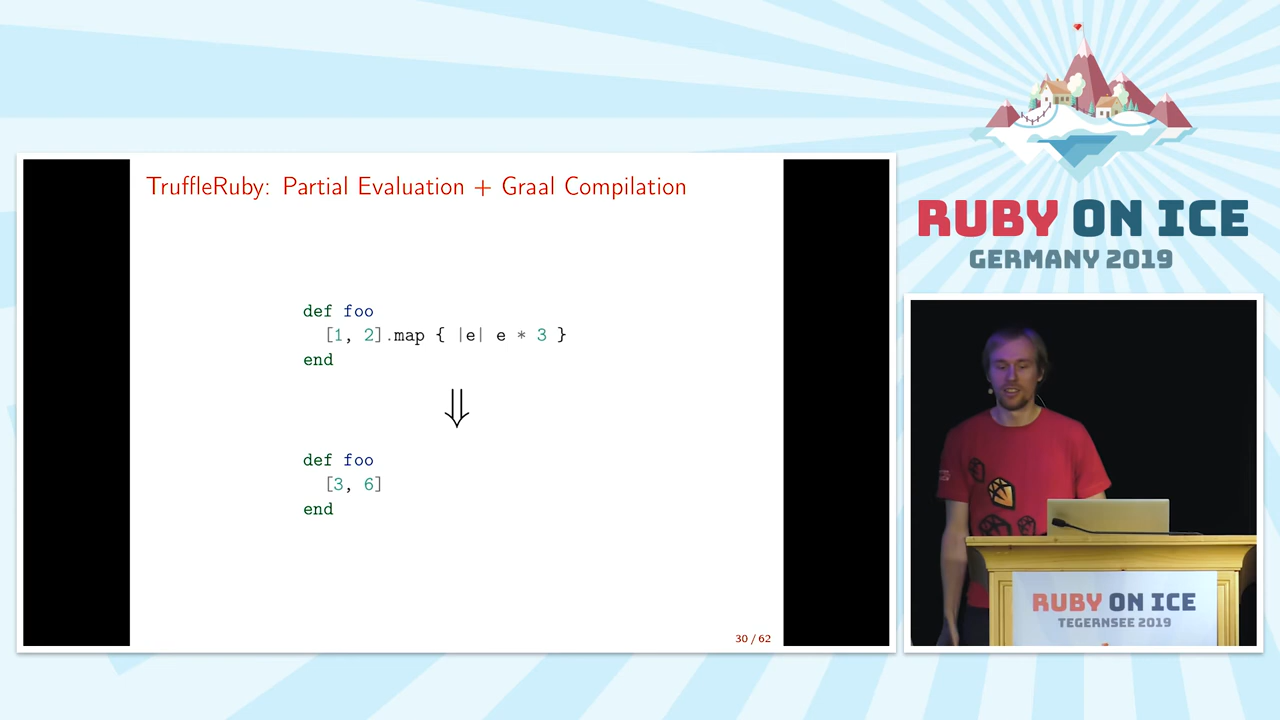 TruffleRuby: Partial Evaluation + Graal Compilation
def foo
[1, 2].map { |e| e * 3 }
end
⇓
def foo
[3, 6]
end
30 / 62
RUBY ON ICE
GERMANY 2019
RUBY ON ICE
TEGERNSEE 2019